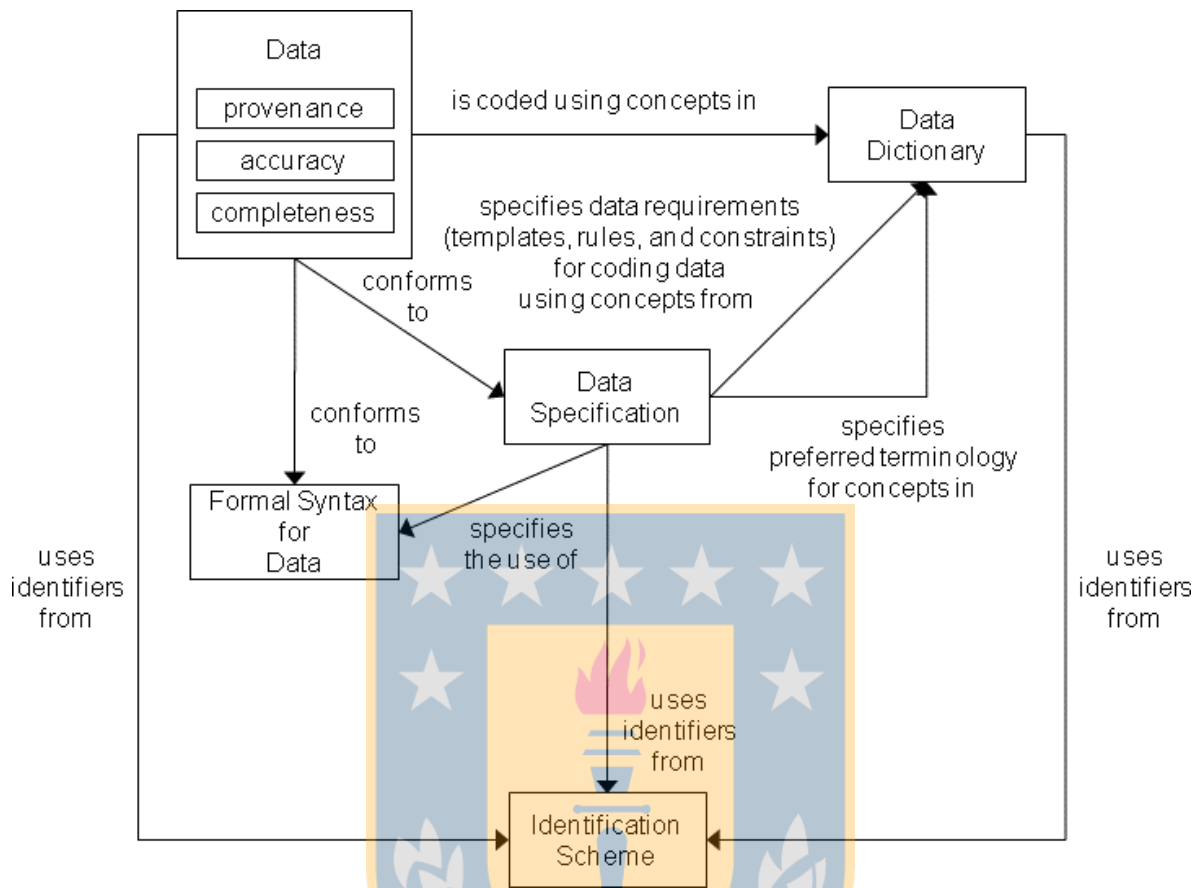 Data
provenance
accuracy
completeness
is coded using concepts in
Data
Dictionary
specifies data requirements
(templates, rules, and constraints)
for coding data
using concepts from
conforms
to
Data
Specification
conforms
to
specifies
preferred terminology
for concepts in
Formal Syntax
for
Data
specifies
the use of
uses
identifiers
from
uses
identifiers
from
uses
identifiers
from
Identification
Scheme